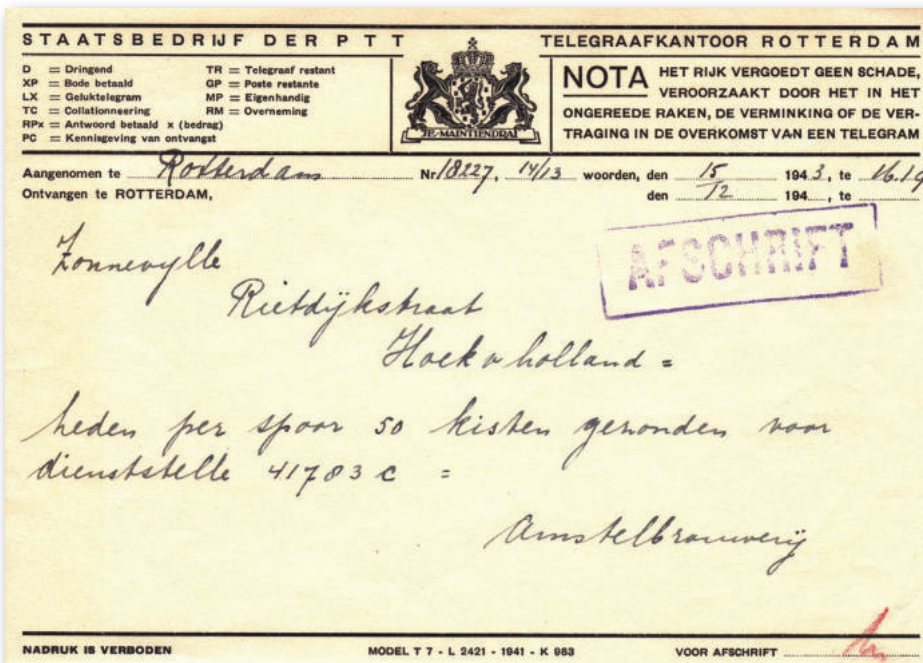 STAATSBEDRIJF DER PTT
TELEGRAAFKANTOOR ROTTERDAM
D = Dringend
XP = Bode betaald
LX = Geluktelegram
TC = Collationneering
RPx = Antwoord betaald x (bedrag)
PC = Kennisgeving van ontvangst
TR = Telegraaf restant
GP = Poste restante
MP = Eigenhandig
RM = Overneming
JE MAINTIENDRAI
NOTA HET RIJK VERGOEDT GEEN SCHADE,
VEROORZAAKT DOOR HET IN HET
ONGEREEDE RAKEN, DE VERMINKING OF DE VER-
TRAGING IN DE OVERKOMST VAN EEN TELEGRAM
Aangenomen te Rotterdam Nr 18227, 14/13 woorden, den 15 1943, te 16.19
Ontvangen te ROTTERDAM, den 12 194 , te
AFSCHRIFT
Zonnevylle
Rietdijkstraat
Hoek v holland =
heden per spoor 50 kisten gezonden voor
dienststelle 41783 c =
Amstelbrouwerij
NADRUK IS VERBODEN
MODEL T 7 - L 2421 - 1941 - K 983
VOOR AFSCHRIFT